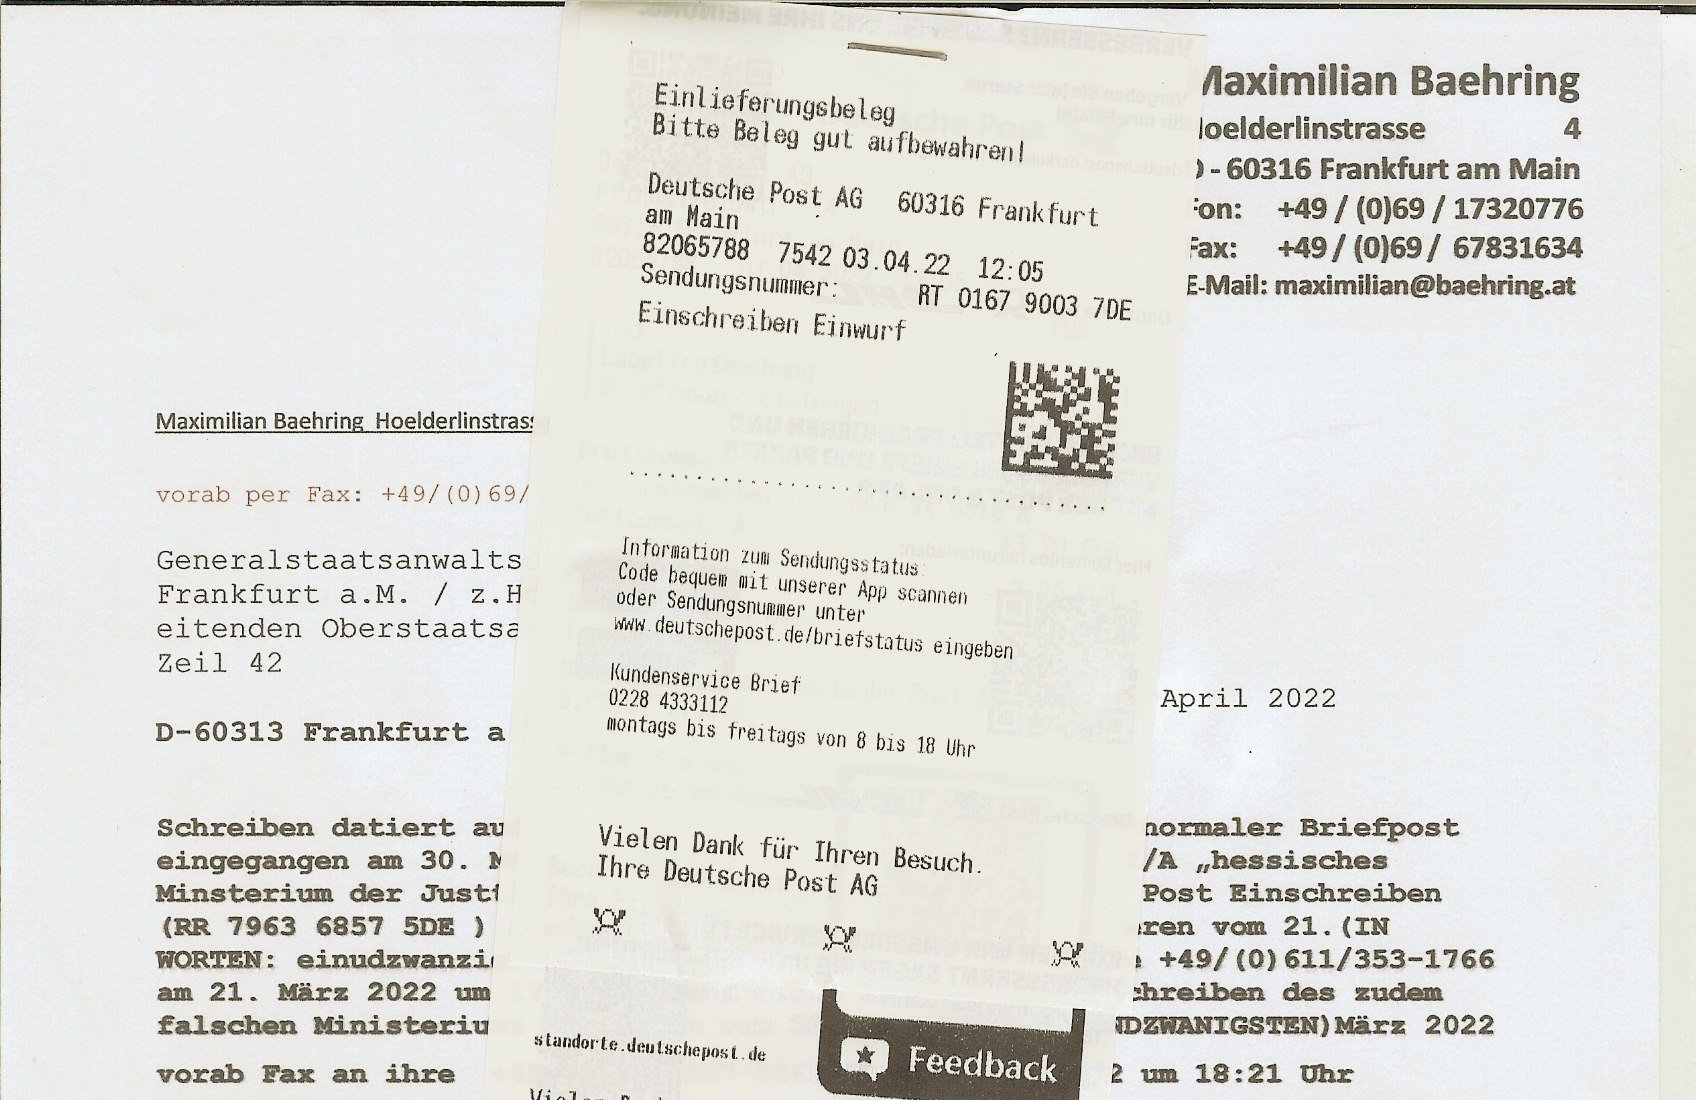 Maximilian Baehring
Hoelderlinstrasse 4
D - 60316 Frankfurt am Main
Fon: +49 / (0)69 / 17320776
Fax: +49 / (0)69 / 67831634
E-Mail: maximilian@baehring.at
Einlieferungsbeleg
Bitte Beleg gut aufbewahren!
Deutsche Post AG 60316 Frankfurt
am Main
82065788 7542 03.04.22 12:05
Sendungsnummer: RT 0167 9003 7DE
Einschreiben Einwurf
Information zum Sendungsstatus:
Code bequem mit unserer App scannen
oder Sendungsnummer unter
www.deutschepost.de/briefstatus eingeben
Kundenservice Brief
0228 4333112
montags bis freitags von 8 bis 18 Uhr
Vielen Dank für Ihren Besuch.
Ihre Deutsche Post AG
standorte.deutschepost.de
Feedback
Maximilian Baehring Hoelderlinstras
vorab per Fax: +49/(0)69/
Generalstaatsanwalts
Frankfurt a.M. / z.H
eitenden Oberstaatsa
Zeil 42
April 2022
D-60313 Frankfurt a
Schreiben datiert au normaler Briefpost
eingegangen am 30. M /A „hessisches
Minsterium der Just Post Einschreiben
(RR 7963 6857 5DE ) ren vom 21.(IN
WORTEN: einudzwanzi +49/(0)611/353-1766
am 21. März 2022 um chreiben des zudem
falschen Ministeriu NDZWANIGSTEN)März 2022
vorab Fax an ihre 2 um 18:21 Uhr